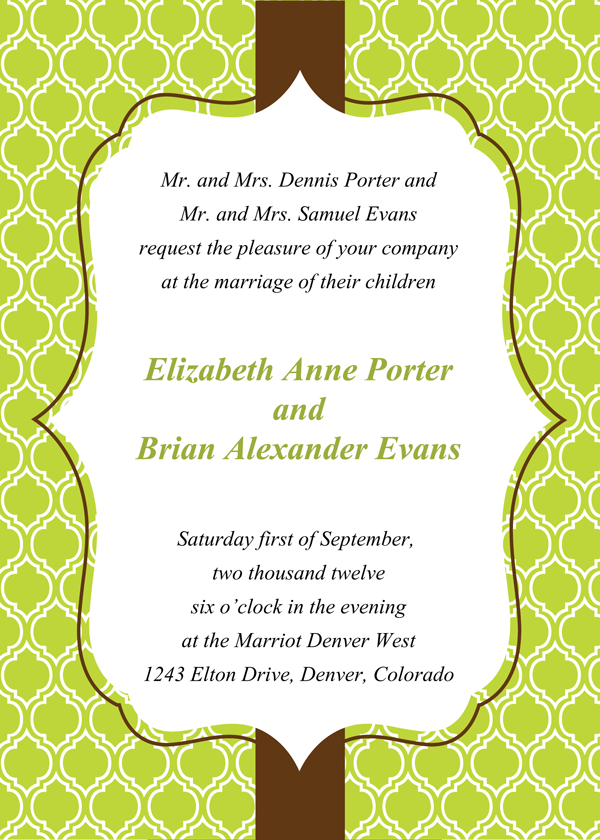 Mr. and Mrs. Dennis Porter and
Mr. and Mrs. Samuel Evans
request the pleasure of your company
at the marriage of their children
Elizabeth Anne Porter
and
Brian Alexander Evans
Saturday first of September,
two thousand twelve
six o’clock in the evening
at the Marriot Denver West
1243 Elton Drive, Denver, Colorado